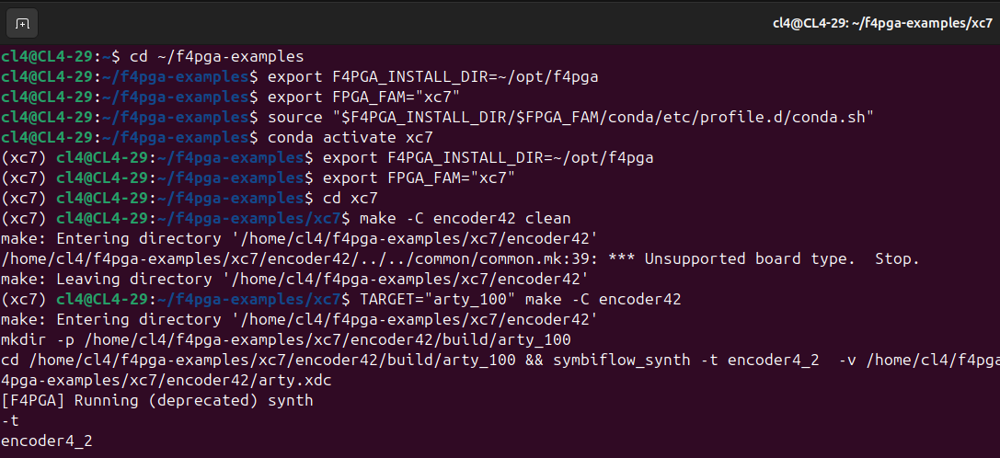 cl4@CL4-29: ~/f4pga-examples/xc7
cl4@CL4-29:~$ cd ~/f4pga-examples
cl4@CL4-29:~/f4pga-examples$ export F4PGA_INSTALL_DIR=~/opt/f4pga
cl4@CL4-29:~/f4pga-examples$ export FPGA_FAM="xc7"
cl4@CL4-29:~/f4pga-examples$ source "$F4PGA_INSTALL_DIR/$FPGA_FAM/conda/etc/profile.d/conda.sh"
cl4@CL4-29:~/f4pga-examples$ conda activate xc7
(xc7) cl4@CL4-29:~/f4pga-examples$ export F4PGA_INSTALL_DIR=~/opt/f4pga
(xc7) cl4@CL4-29:~/f4pga-examples$ export FPGA_FAM="xc7"
(xc7) cl4@CL4-29:~/f4pga-examples$ cd xc7
(xc7) cl4@CL4-29:~/f4pga-examples/xc7$ make -C encoder42 clean
make: Entering directory '/home/cl4/f4pga-examples/xc7/encoder42'
/home/cl4/f4pga-examples/xc7/encoder42/../../common/common.mk:39: *** Unsupported board type.  Stop.
make: Leaving directory '/home/cl4/f4pga-examples/xc7/encoder42'
(xc7) cl4@CL4-29:~/f4pga-examples/xc7$ TARGET="arty_100" make -C encoder42
make: Entering directory '/home/cl4/f4pga-examples/xc7/encoder42'
mkdir -p /home/cl4/f4pga-examples/xc7/encoder42/build/arty_100
cd /home/cl4/f4pga-examples/xc7/encoder42/build/arty_100 && symbiflow_synth -t encoder4_2  -v /home/cl4/f4pga
4pga-examples/xc7/encoder42/arty.xdc
[F4PGA] Running (deprecated) synth
-t
encoder4_2